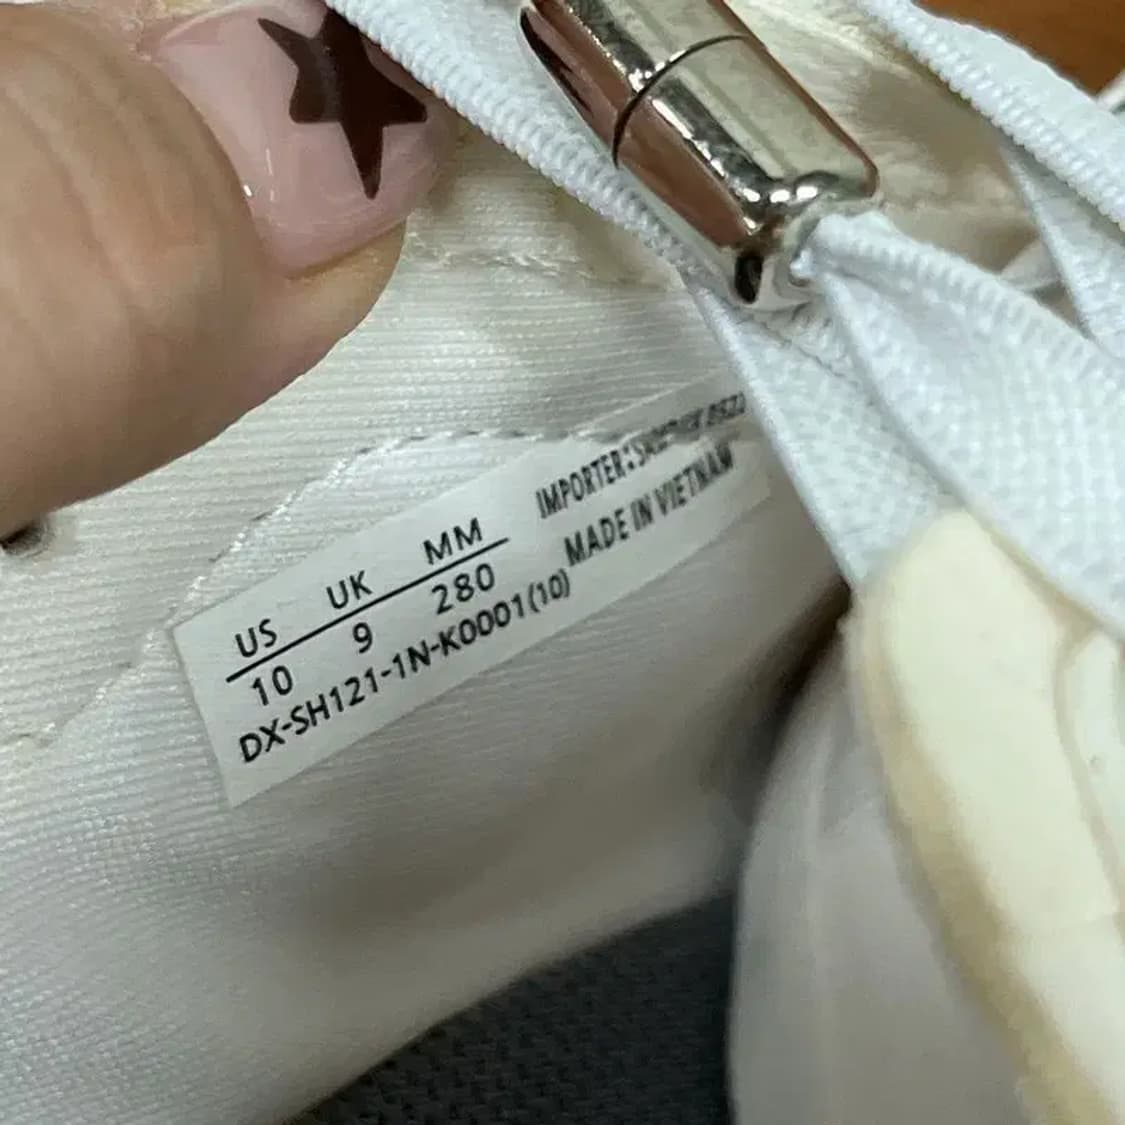 US UK MM
10 9 280
DX-SH121-1N-K0001(10)
IMPORTER:
MADE IN VIETNAM